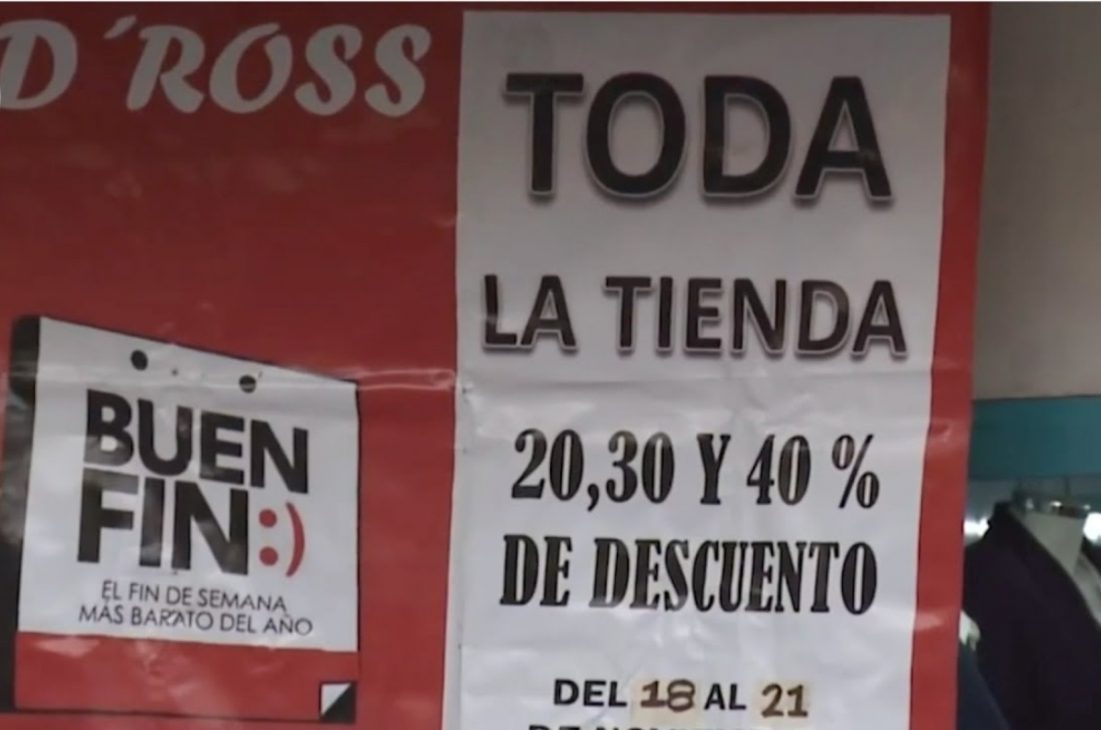 D´ROSS
BUEN
FIN:)
EL FIN DE SEMANA
MÁS BARATO DEL AÑO
TODA
LA TIENDA
20,30 Y 40 %
DE DESCUENTO
DEL 18 AL 21
DE